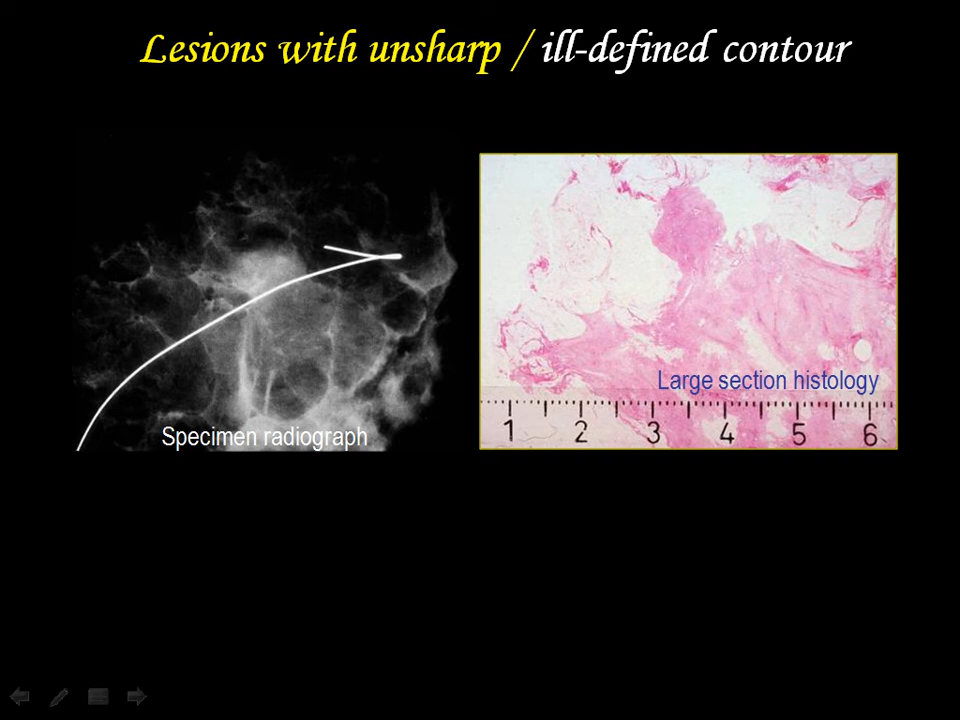 Lesions with unsharp / ill-defined contour
Specimen radiograph
Large section histology
1 2 3 4 5 6